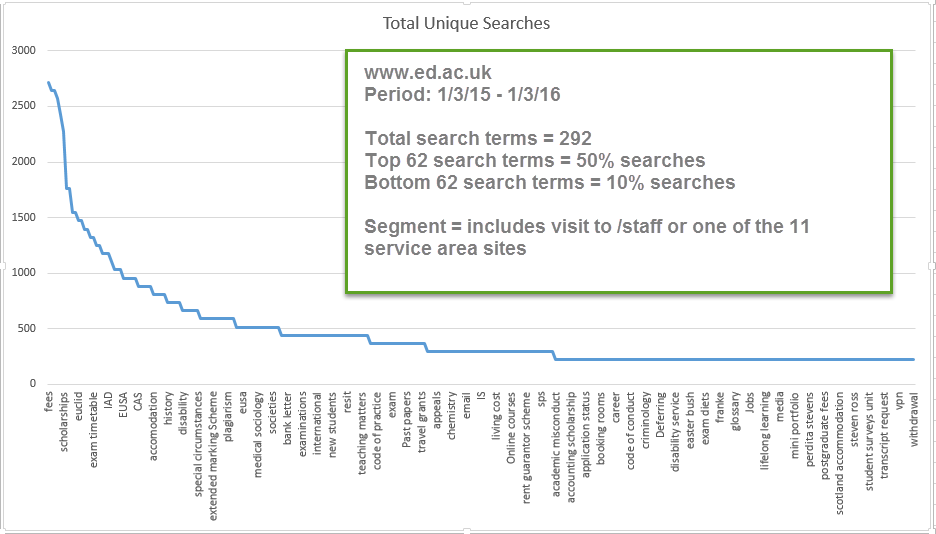 Total Unique Searches
3000
2500
2000
1500
1000
500
0
www.ed.ac.uk
Period: 1/3/15 - 1/3/16
Total search terms = 292
Top 62 search terms = 50% searches
Bottom 62 search terms = 10% searches
Segment = includes visit to /staff or one of the 11
service area sites
fees
scholarships
euclid
exam timetable
IAD
EUSA
CAS
accomodation
history
disability
special circumstances
extended marking Scheme
plagiarism
eusa
medical sociology
societies
bank letter
examinations
international
new students
resit
teaching matters
code of practice
exam
Past papers
travel grants
appeals
chemistry
email
IS
living cost
Online courses
rent guarantor scheme
sps
academic misconduct
accounting scholarship
application status
booking rooms
career
code of conduct
criminology
Deferring
disability service
easter bush
exam diets
franke
glossary
Jobs
lifelong learning
media
mini portfolio
perdita stevens
postgraduate fees
scotland accommodation
steven ross
student surveys unit
transcript request
vpn
withdrawal